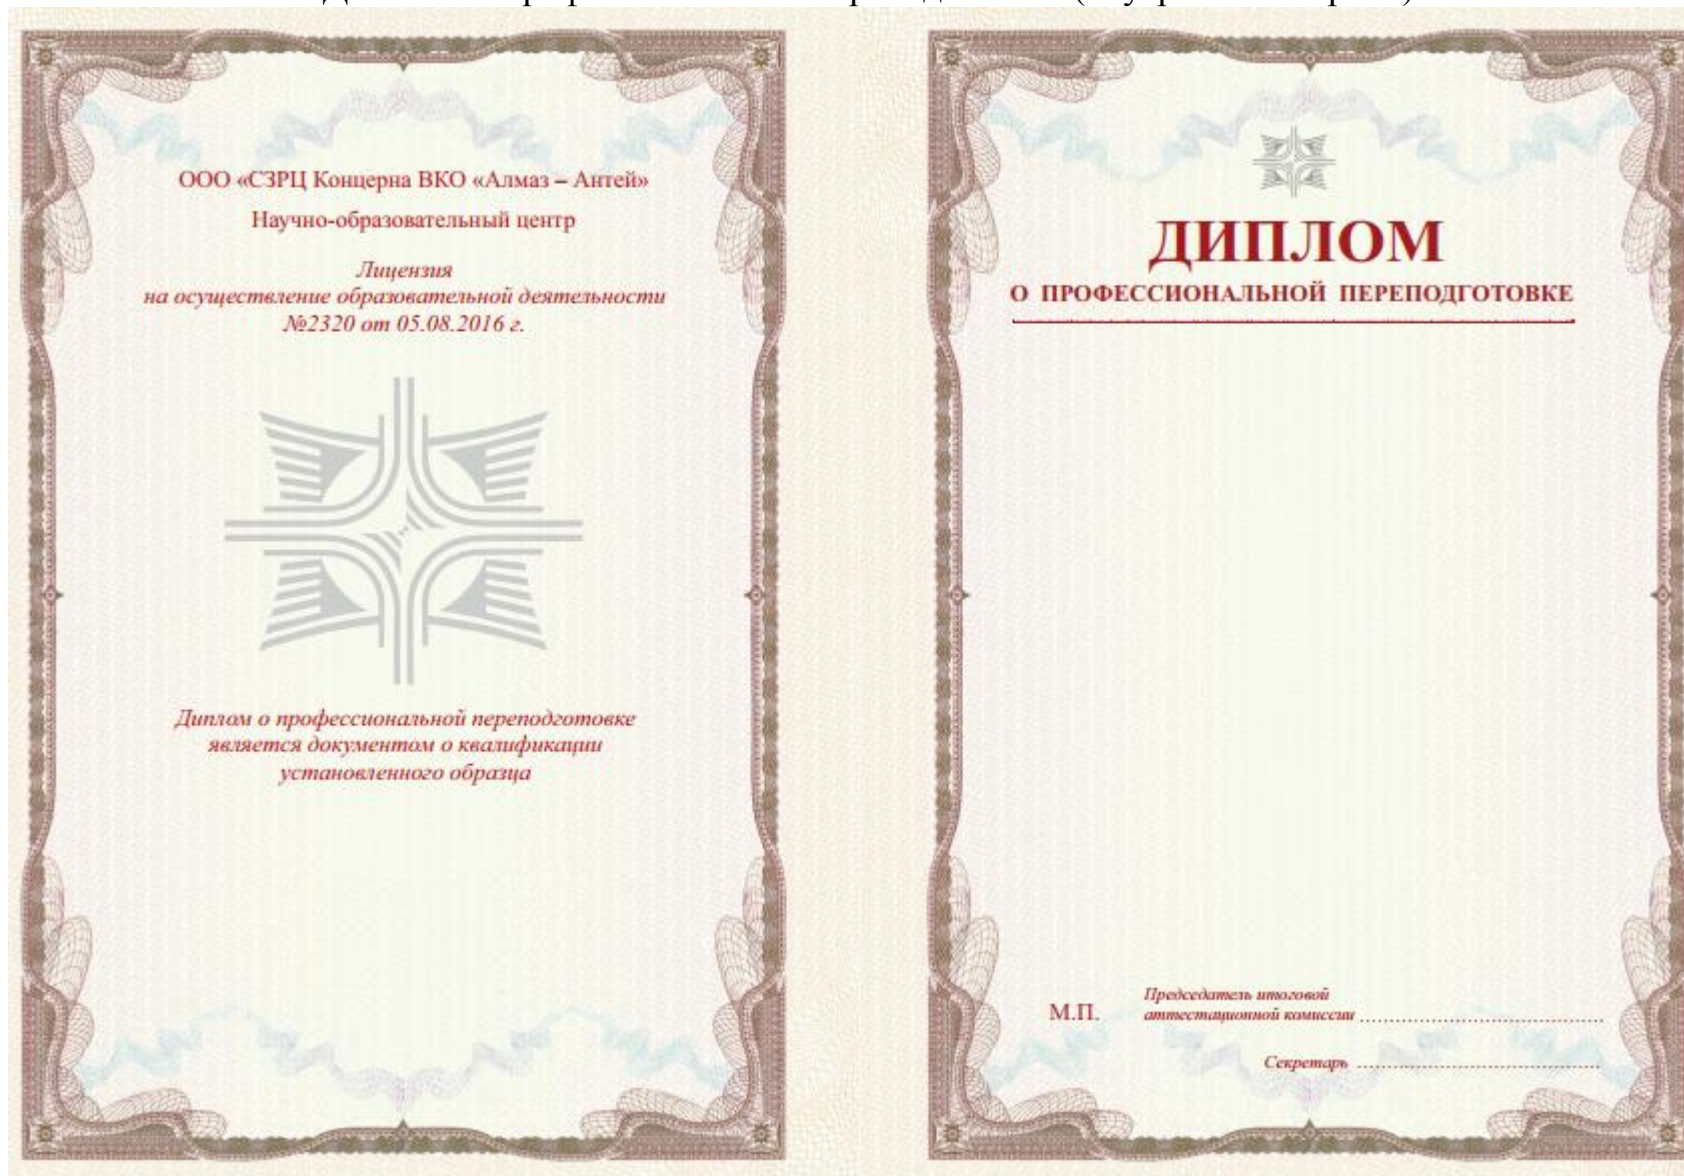 ООО «СЗРЦ Концерна ВКО «Алмаз – Антей»
Научно-образовательный центр
Лицензия
на осуществление образовательной деятельности
№2320 от 05.08.2016 г.
Диплом о профессиональной переподготовке
является документом о квалификации
установленного образца
ДИПЛОМ
О ПРОФЕССИОНАЛЬНОЙ ПЕРЕПОДГОТОВКЕ
М.П.
Председатель итоговой
аттестационной комиссии
Секретарь